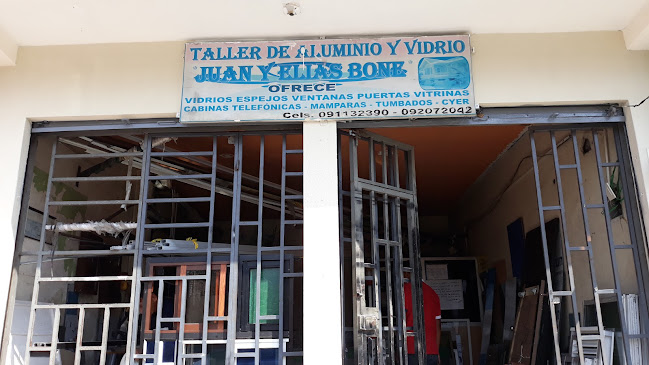 TALLER DE ALUMINIO Y VIDRIO
JUAN Y ELIAS BONE
OFRECE
VIDRIOS ESPEJOS VENTANAS PUERTAS VITRINAS
CABINAS TELEFÓNICAS - MAMPARAS - TUMBADOS - CYER
Cels. 091132390 - 092072042